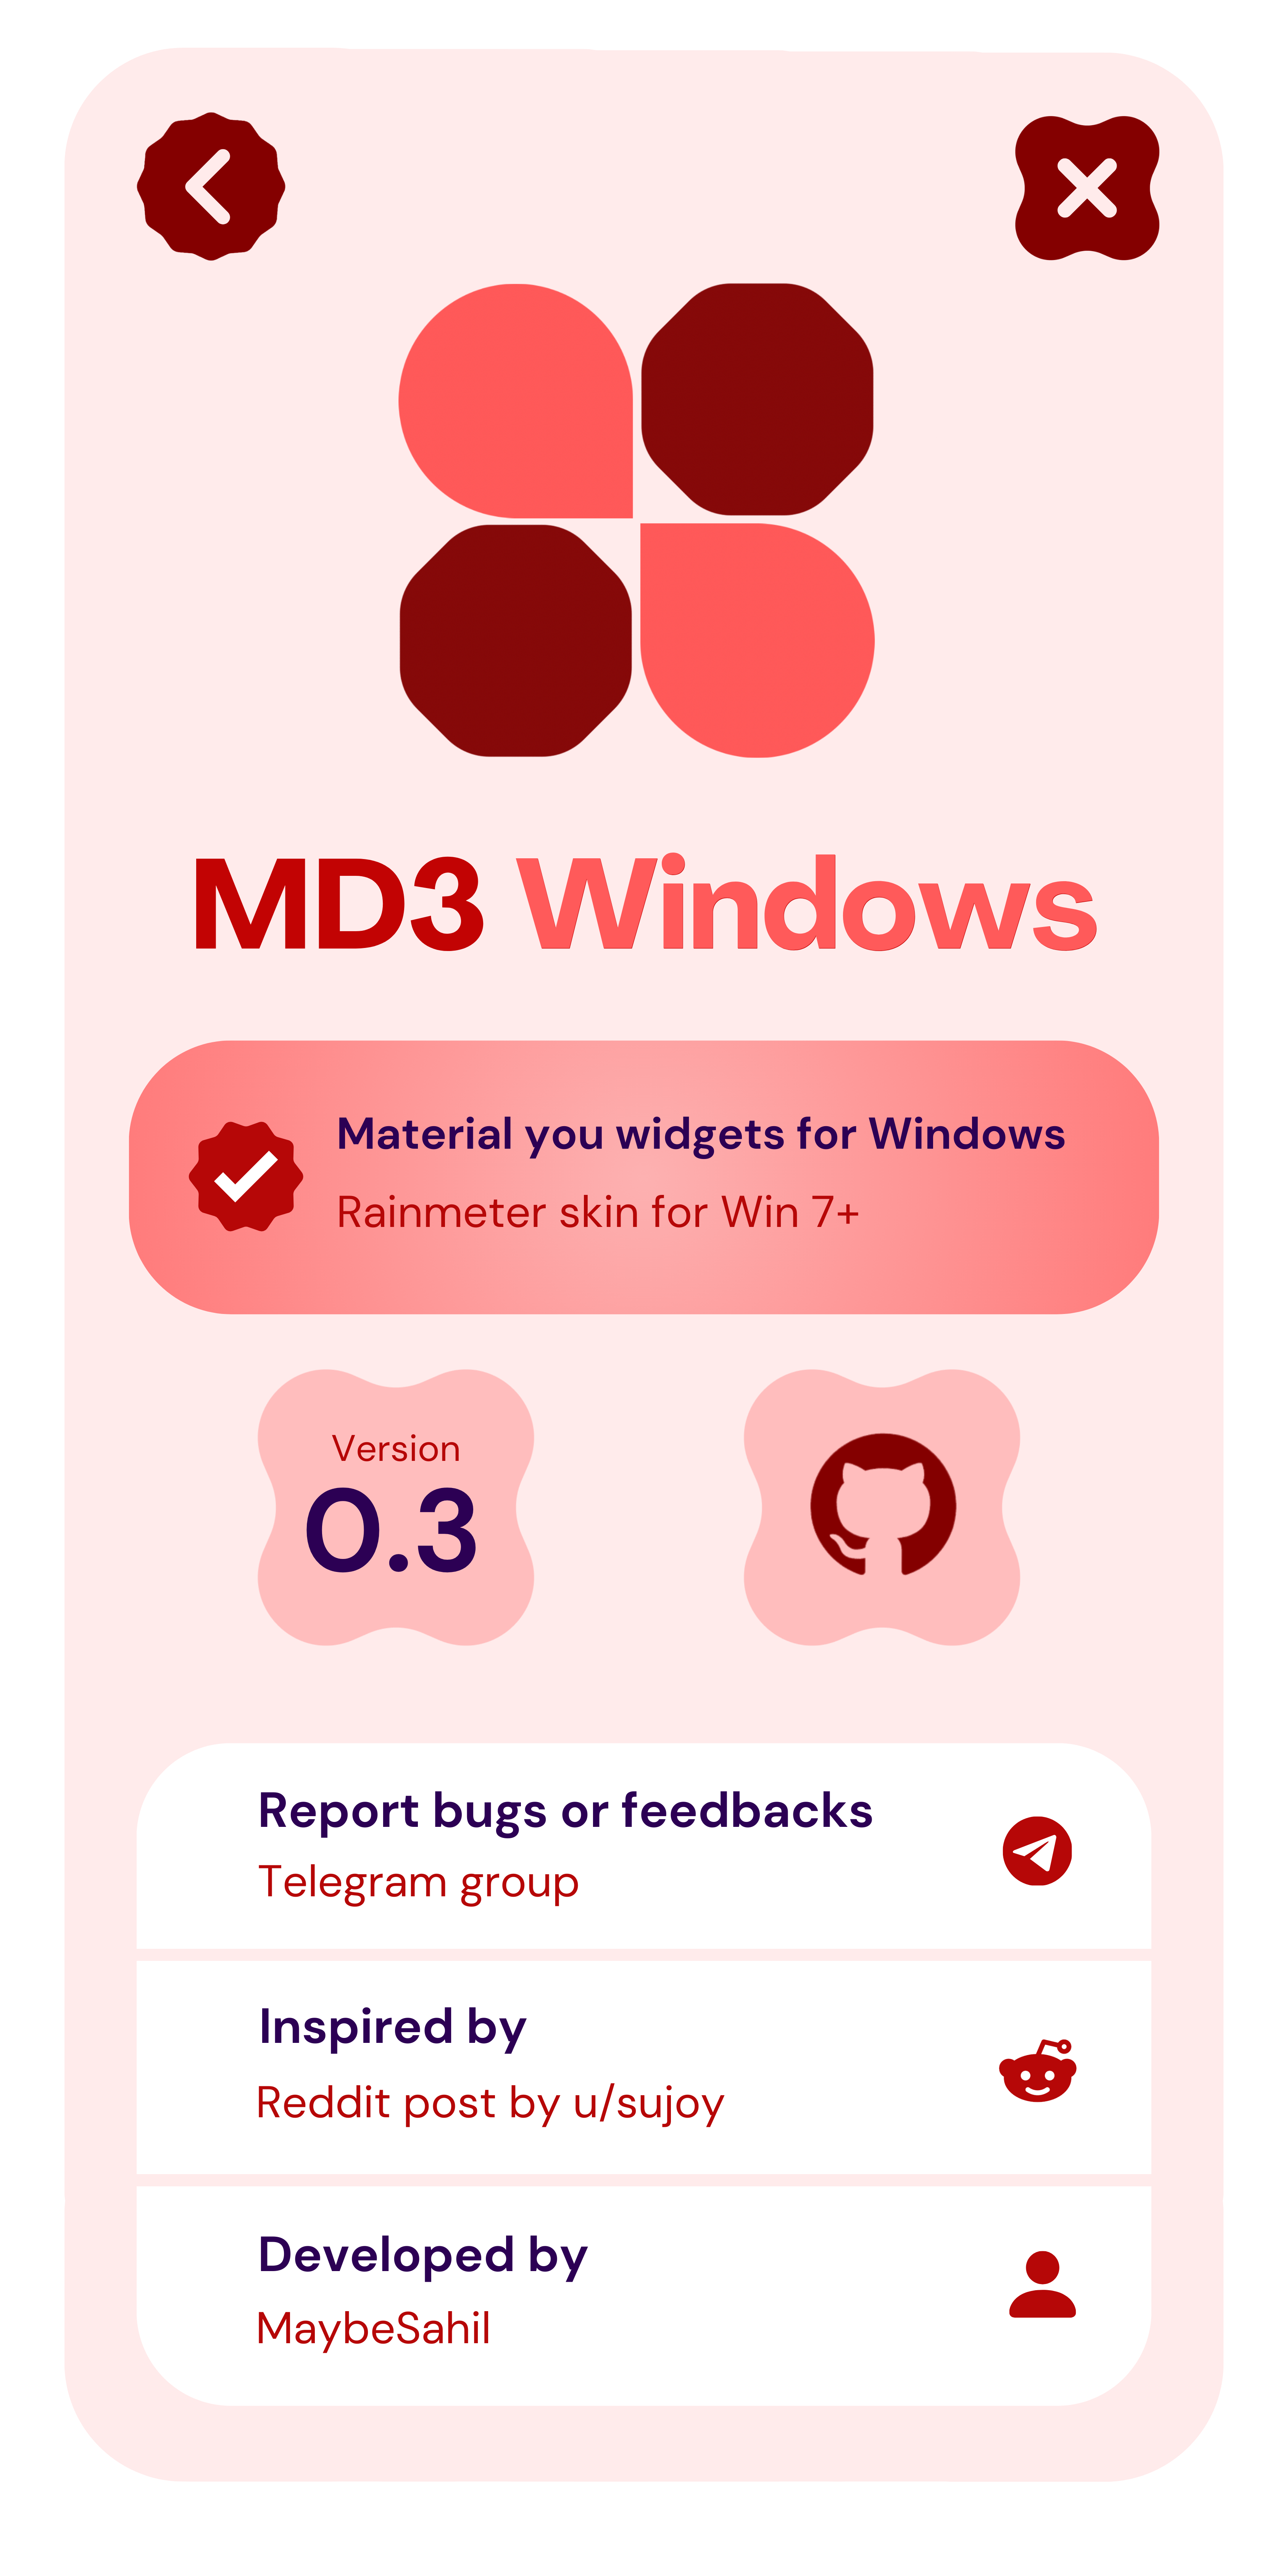 MD3 Windows
Material you widgets for Windows
Rainmeter skin for Win 7+
Version
0.3
Report bugs or feedbacks
Telegram group
Inspired by
Reddit post by u/sujoy
Developed by
MaybeSahil